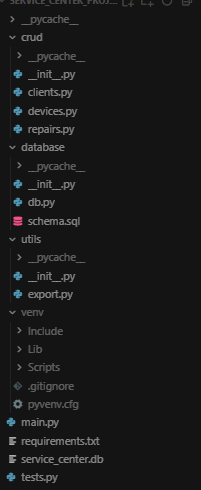 SERVICE_CENTER_PROJ...
__pycache__
crud
__pycache__
__init__.py
clients.py
devices.py
repairs.py
database
__pycache__
__init__.py
db.py
schema.sql
utils
__pycache__
__init__.py
export.py
venv
Include
Lib
Scripts
.gitignore
pyvenv.cfg
main.py
requirements.txt
service_center.db
tests.py